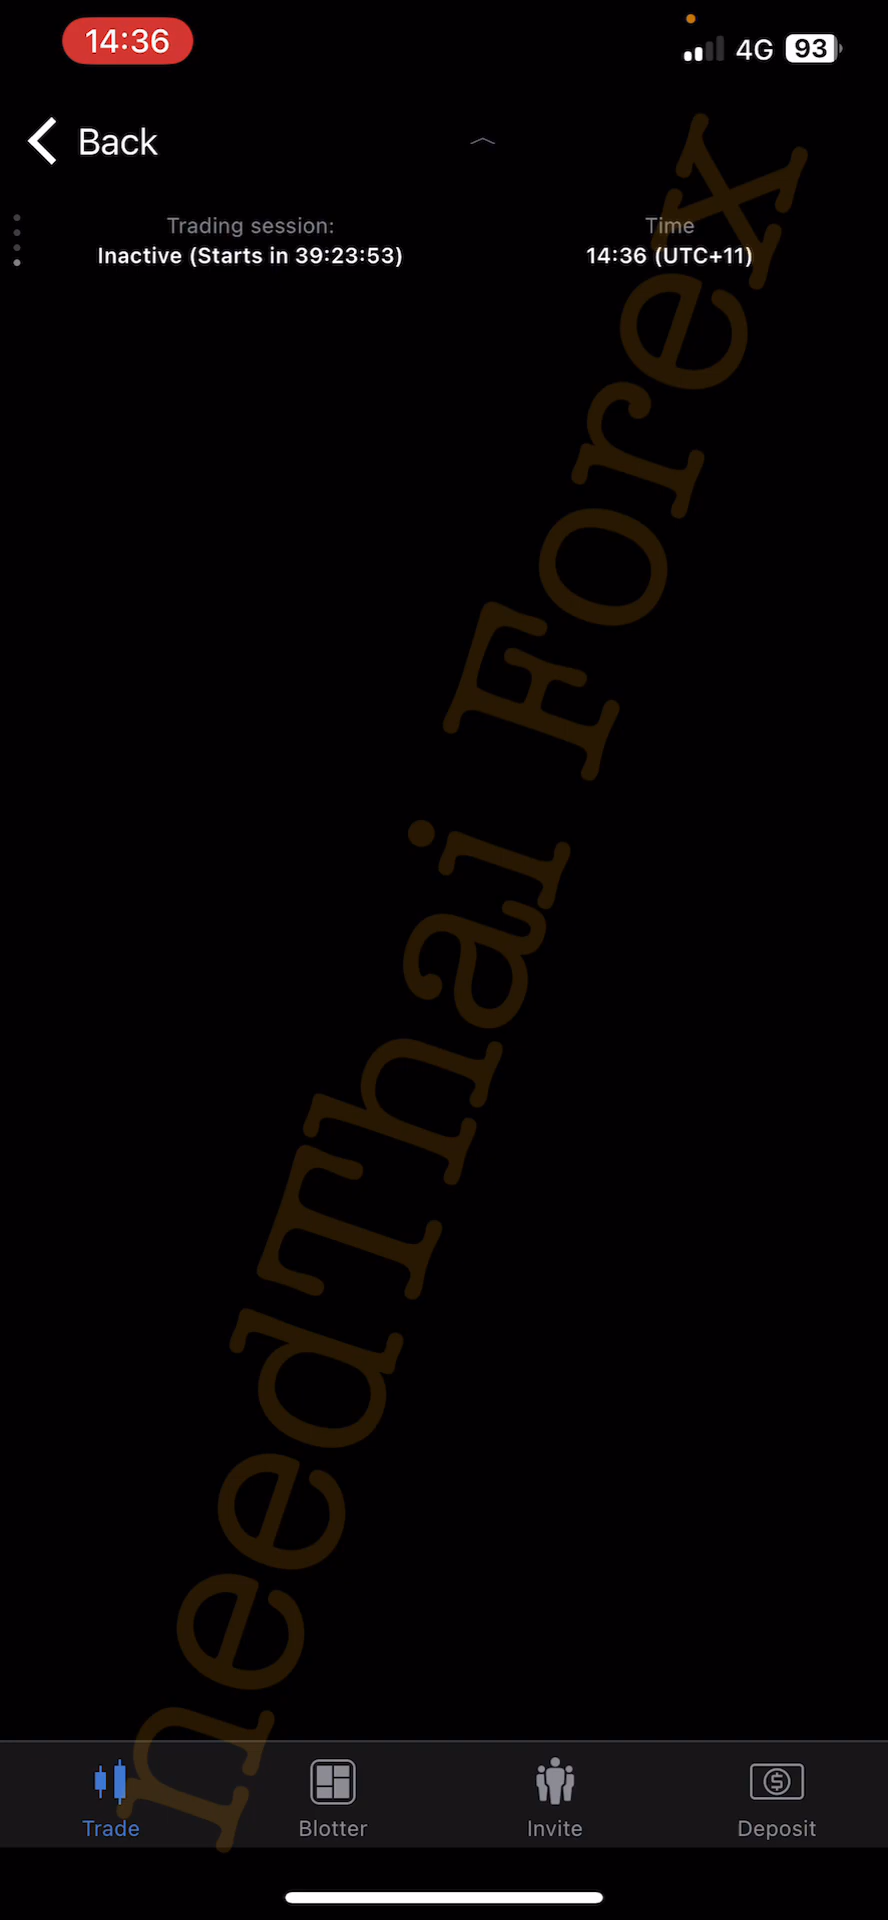 14:36
4G 93
Back
Trading session:
Inactive (Starts in 39:23:53)
Time
14:36 (UTC+11)
needThai Forex
Trade
Blotter
Invite
Deposit